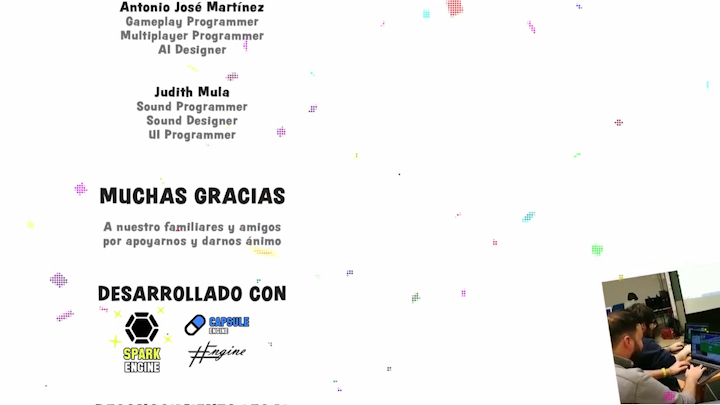 Antonio José Martínez
Gameplay Programmer
Multiplayer Programmer
AI Designer
Judith Mula
Sound Programmer
Sound Designer
UI Programmer
MUCHAS GRACIAS
A nuestro familiares y amigos
por apoyarnos y darnos ánimo
DESARROLLADO CON
SPARK
ENGINE
CAPSULE
ENGINE
#Engine